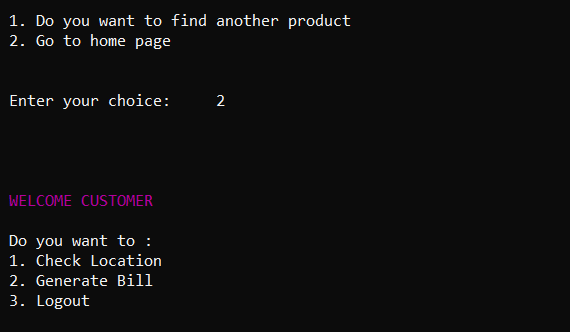 1. Do you want to find another product
2. Go to home page
Enter your choice:     2
WELCOME CUSTOMER
Do you want to :
1. Check Location
2. Generate Bill
3. Logout